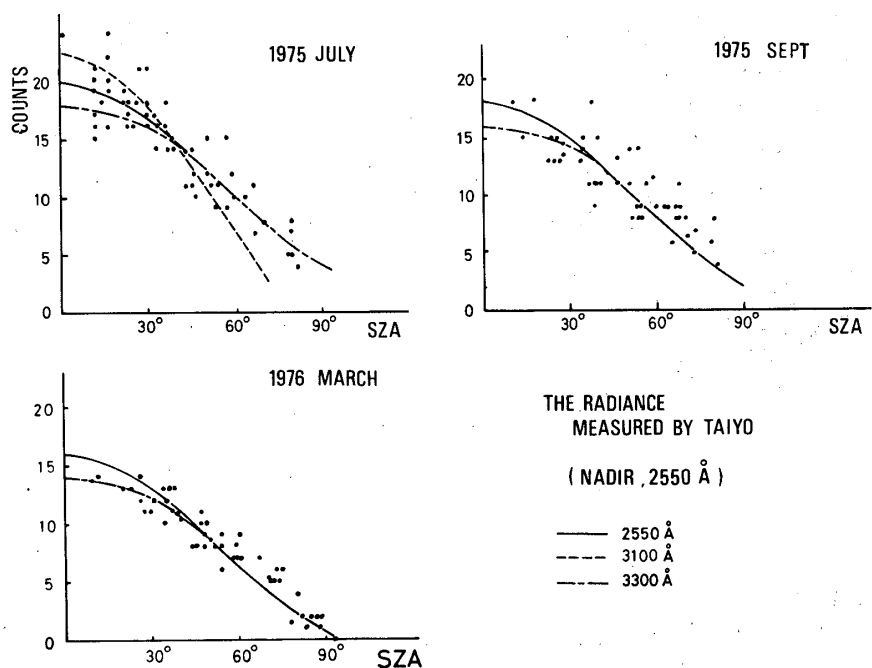 1975 JULY
COUNTS
20
15
10
5
0
30° 60° 90° SZA
1975 SEPT
20
15
10
5
0
30° 60° 90° SZA
1976 MARCH
20
15
10
5
0
30° 60° 90° SZA
THE RADIANCE
MEASURED BY TAIYO
( NADIR , 2550 Å )
2550 Å
3100 Å
3300 Å